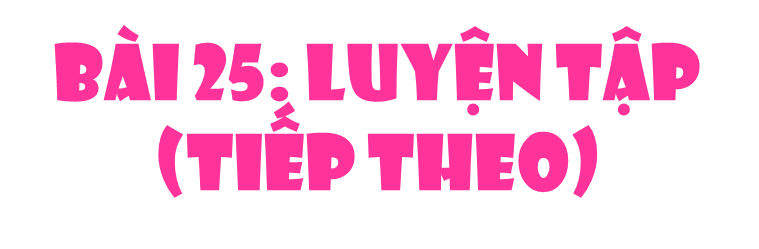 BÀI 25: LUYỆN TẬP
(TIẾP THEO)